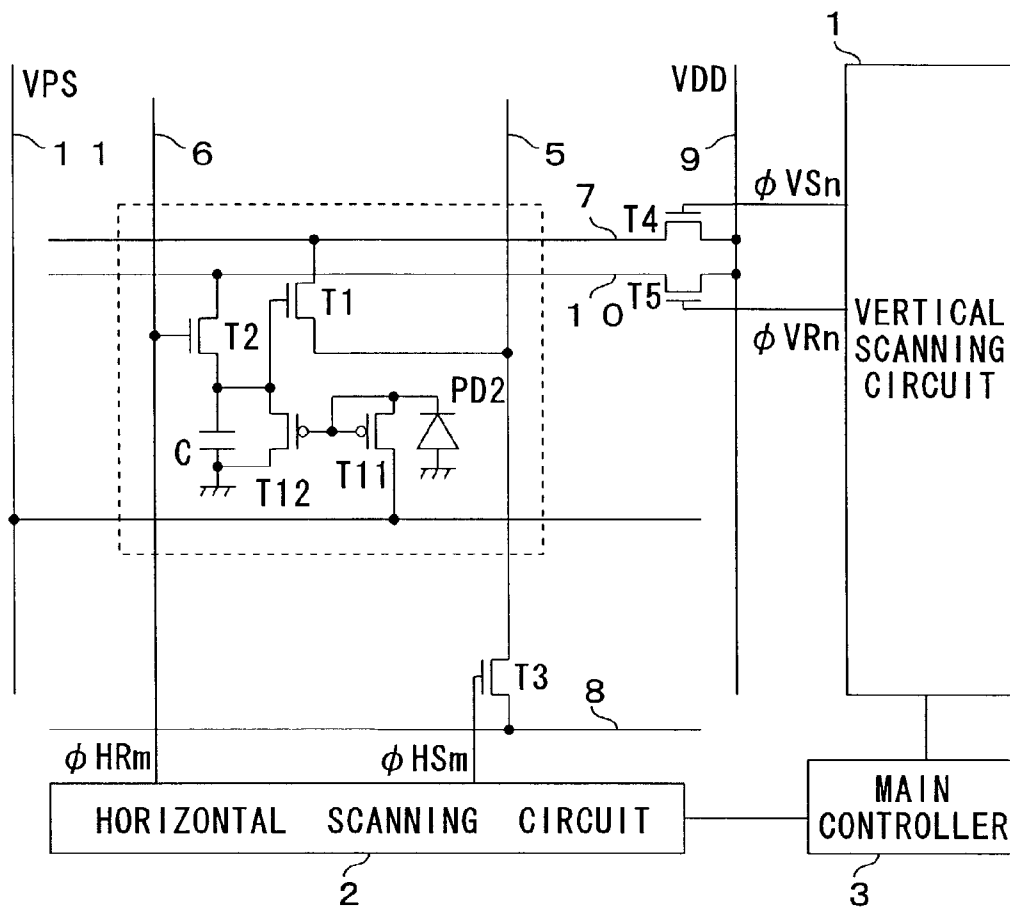 1
VPS
VDD
1 1
6
5
9
φVSn
7
T4
T1
1 0
T5
T2
φVRn
VERTICAL
SCANNING
CIRCUIT
PD2
C
T12
T11
T3
8
φHRm
φHSm
HORIZONTAL SCANNING CIRCUIT
MAIN
CONTROLLER
2
3